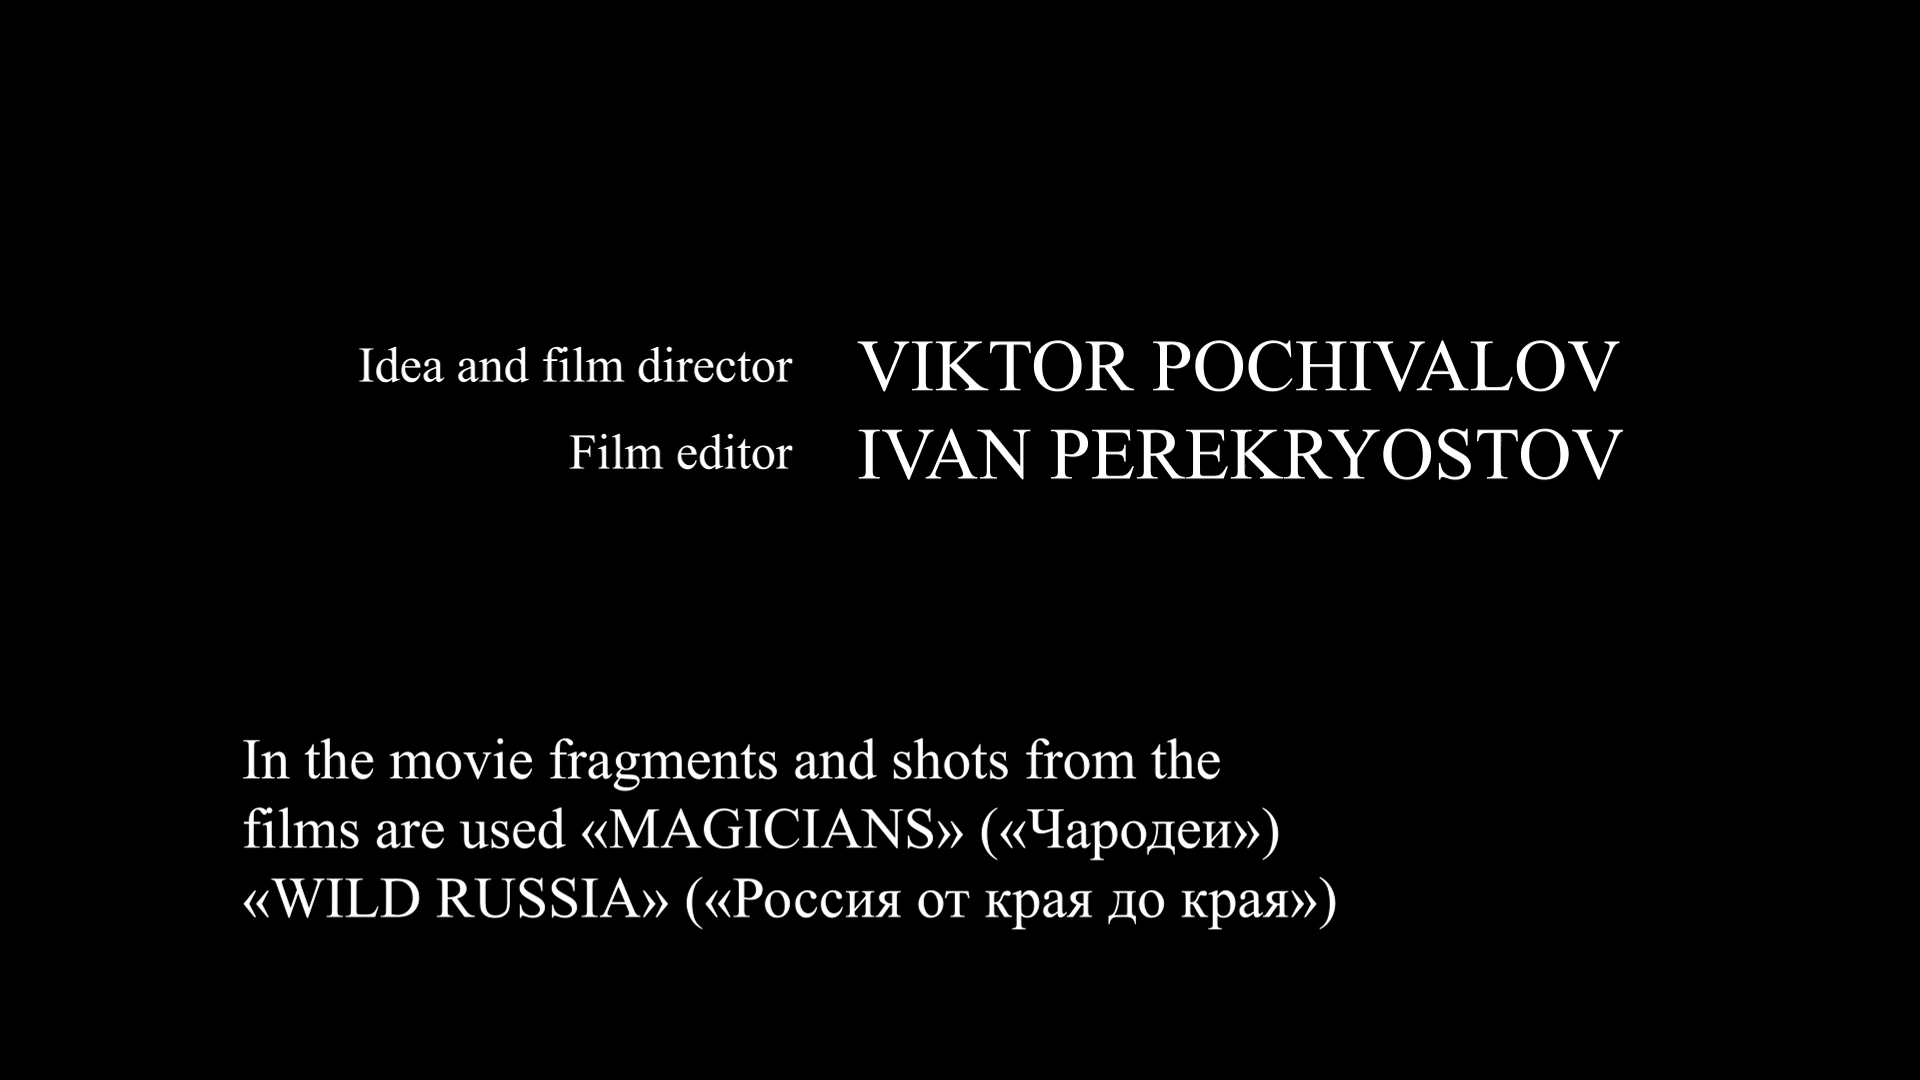 Idea and film director VIKTOR POCHIVALOV
Film editor IVAN PEREKRYOSTOV
In the movie fragments and shots from the
films are used «MAGICIANS» («Чародеи»)
«WILD RUSSIA» («Россия от края до края»)